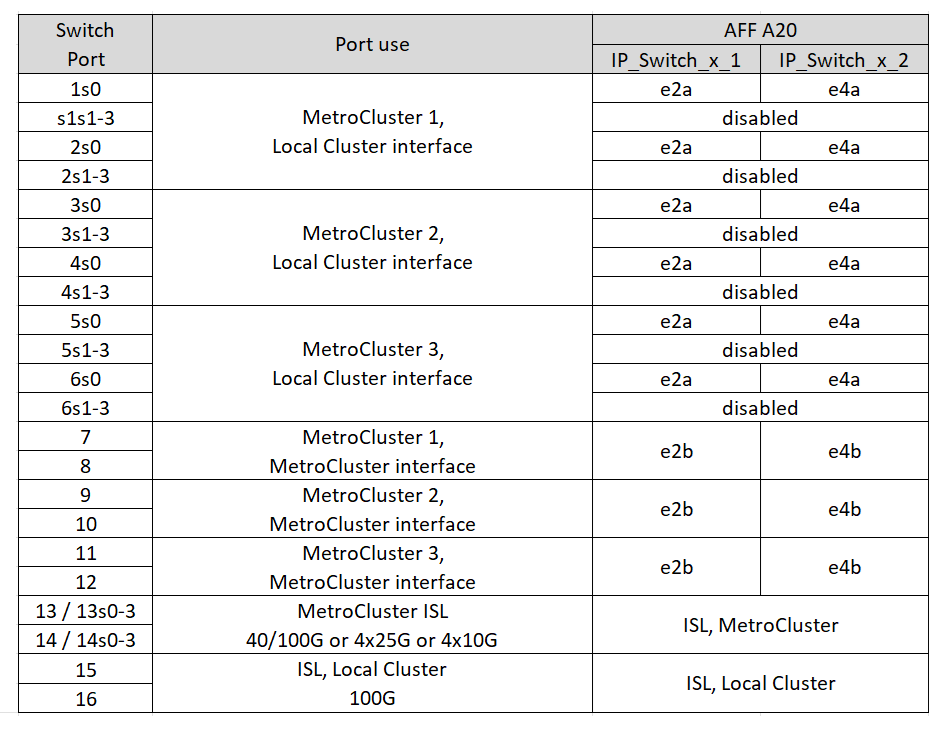 Switch Port | Port use | AFF A20
IP_Switch_x_1 | IP_Switch_x_2
1s0 | MetroCluster 1, Local Cluster interface | e2a | e4a
s1s1-3 | disabled
2s0 | e2a | e4a
2s1-3 | disabled
3s0 | MetroCluster 2, Local Cluster interface | e2a | e4a
3s1-3 | disabled
4s0 | e2a | e4a
4s1-3 | disabled
5s0 | MetroCluster 3, Local Cluster interface | e2a | e4a
5s1-3 | disabled
6s0 | e2a | e4a
6s1-3 | disabled
7 | MetroCluster 1, | e2b | e4b
8 | MetroCluster interface
9 | MetroCluster 2, | e2b | e4b
10 | MetroCluster interface
11 | MetroCluster 3, | e2b | e4b
12 | MetroCluster interface
13 / 13s0-3 | MetroCluster ISL | ISL, MetroCluster
14 / 14s0-3 | 40/100G or 4x25G or 4x10G
15 | ISL, Local Cluster | ISL, Local Cluster
16 | 100G